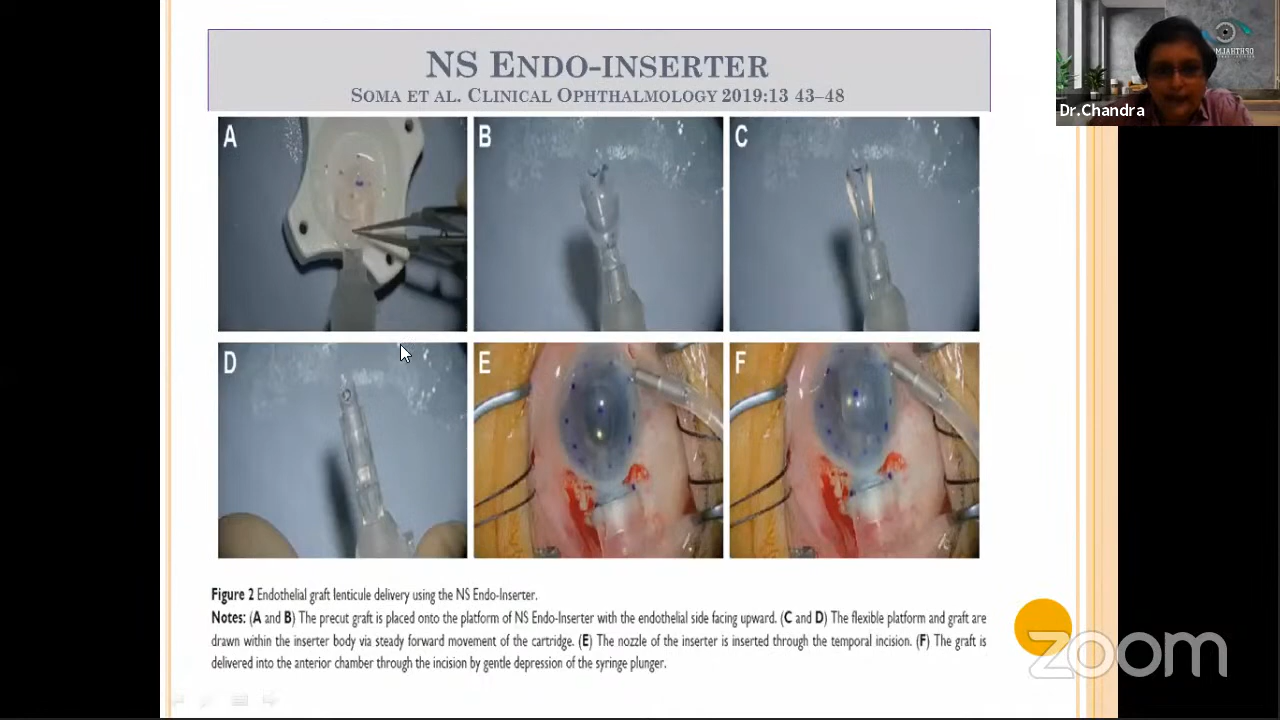 NS ENDO-INSERTER
SOMA ET AL. CLINICAL OPHTHALMOLOGY 2019:13 43–48
Dr.Chandra
A
B
C
D
E
F
Figure 2 Endothelial graft lenticule delivery using the NS Endo-Inserter.
Notes: (A and B) The precut graft is placed onto the platform of NS Endo-Inserter with the endothelial side facing upward. (C and D) The flexible platform and graft are
drawn within the inserter body via steady forward movement of the cartridge. (E) The nozzle of the inserter is inserted through the temporal incision. (F) The graft is
delivered into the anterior chamber through the incision by gentle depression of the syringe plunger.
zoom